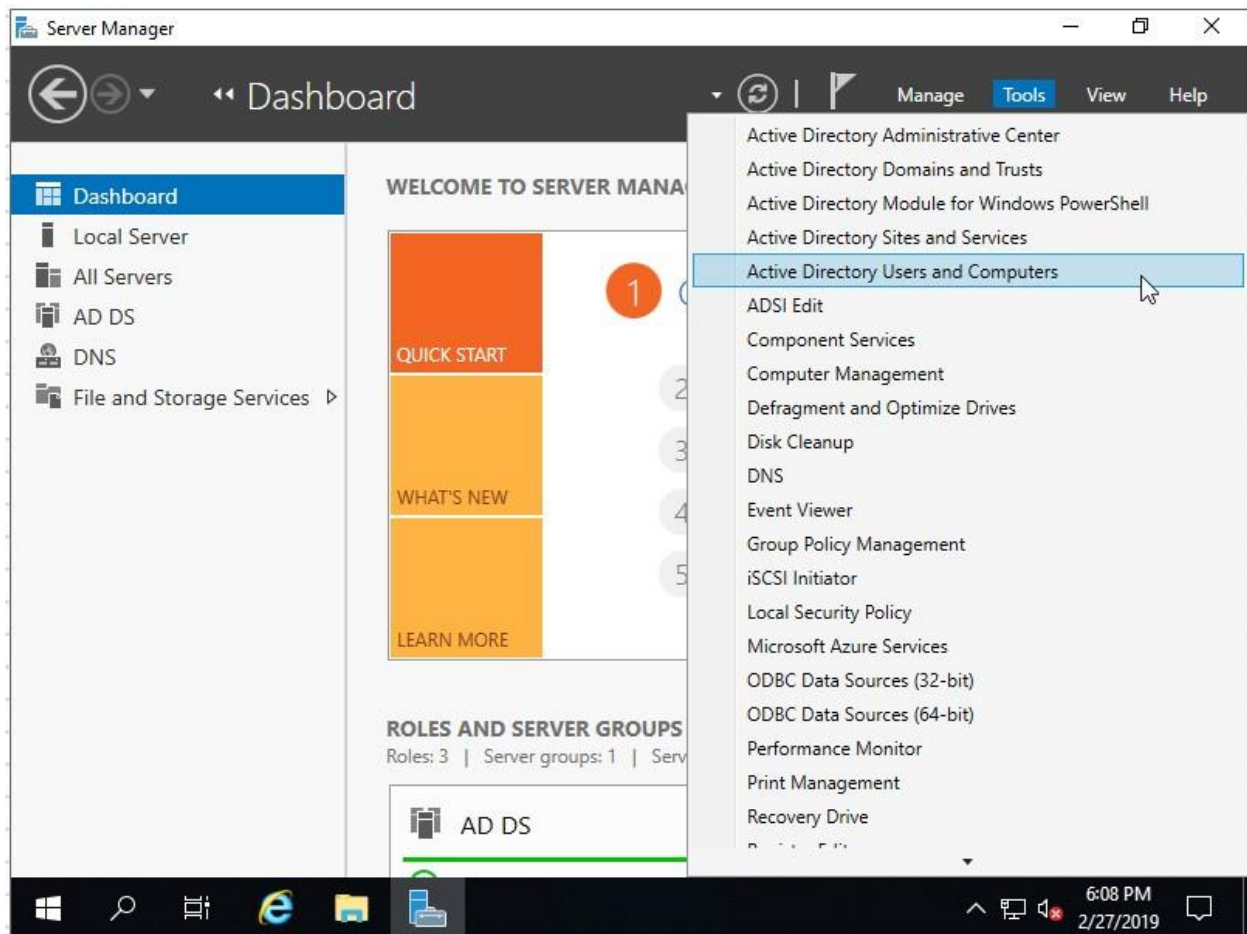 Server Manager
Dashboard
Manage Tools View Help
Dashboard
Local Server
All Servers
AD DS
DNS
File and Storage Services
WELCOME TO SERVER MANA
1
QUICK START
2
3
WHAT'S NEW
4
5
LEARN MORE
ROLES AND SERVER GROUPS
Roles: 3 | Server groups: 1 | Serv
AD DS
Active Directory Administrative Center
Active Directory Domains and Trusts
Active Directory Module for Windows PowerShell
Active Directory Sites and Services
Active Directory Users and Computers
ADSI Edit
Component Services
Computer Management
Defragment and Optimize Drives
Disk Cleanup
DNS
Event Viewer
Group Policy Management
iSCSI Initiator
Local Security Policy
Microsoft Azure Services
ODBC Data Sources (32-bit)
ODBC Data Sources (64-bit)
Performance Monitor
Print Management
Recovery Drive
6:08 PM
2/27/2019